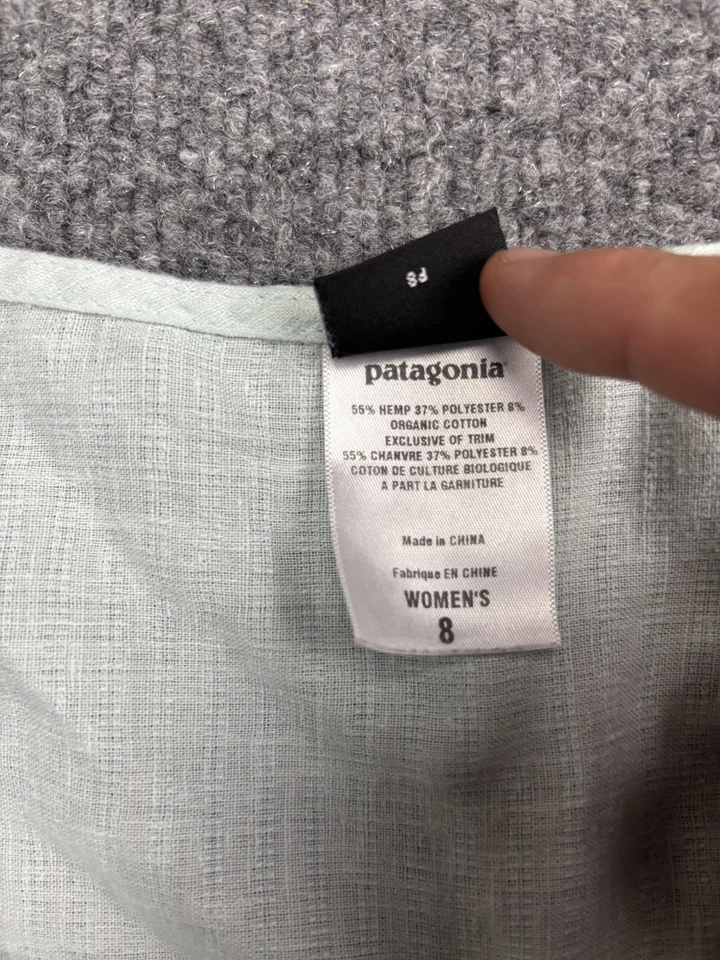 patagonia®
55% HEMP 37% POLYESTER 8%
ORGANIC COTTON
EXCLUSIVE OF TRIM
55% CHANVRE 37% POLYESTER 8%
COTON DE CULTURE BIOLOGIQUE
A PART LA GARNITURE
Made in CHINA
Fabrique EN CHINE
WOMEN'S
8